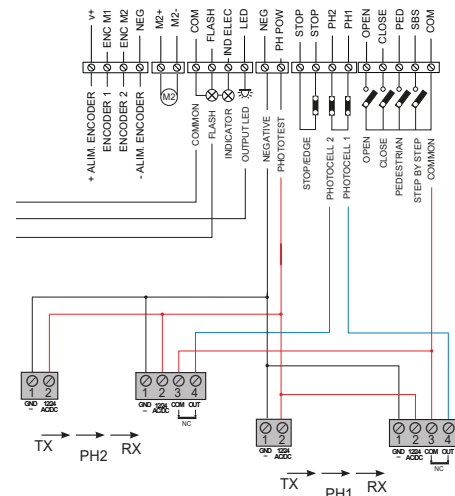 v+
ENC M1
ENC M2
NEG
M2+
M2-
COM
FLASH
IND ELEC
LED
NEG
PH POW
STOP
STOP
PH2
PH1
OPEN
CLOSE
PED
SBS
COM
M2
+ ALIM. ENCODER
ENCODER 1
ENCODER 2
- ALIM. ENCODER
COMMON
FLASH
INDICATOR
OUTPUT LED
NEGATIVE
PHOTOTEST
STOP/EDGE
PHOTOCELL 2
PHOTOCELL 1
OPEN
CLOSE
PEDESTRIAN
STEP BY STEP
COMMON
1 2
GND 12/24
– AC/DC
1 2 3 4
GND 12/24 COM OUT
– AC/DC
NC
TX PH2 RX
1 2
GND 12/24
– AC/DC
1 2 3 4
GND 12/24 COM OUT
– AC/DC
NC
TX PH1 RX